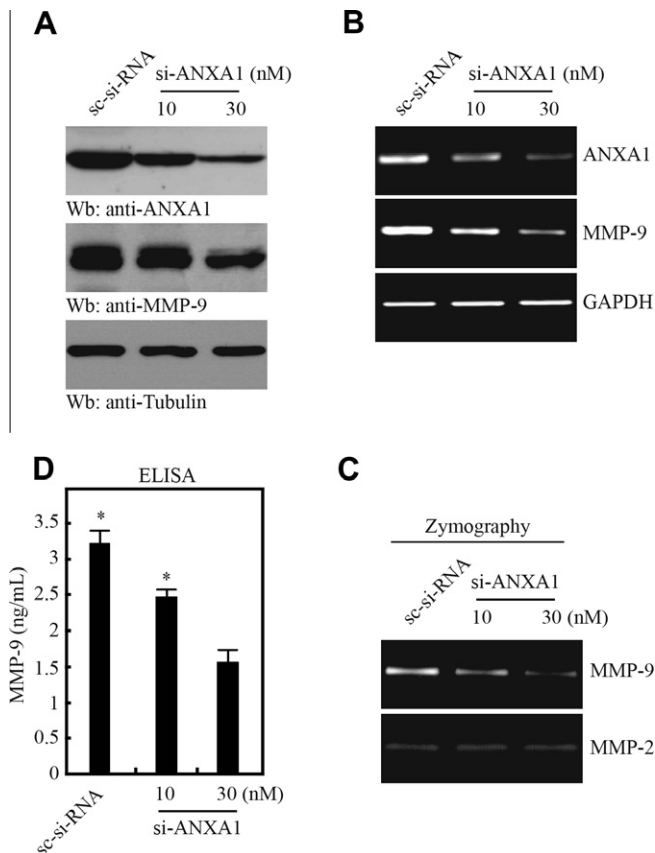 A
sc-si-RNA
si-ANXA1 (nM)
10 30
Wb: anti-ANXA1
Wb: anti-MMP-9
Wb: anti-Tubulin
B
sc-si-RNA
si-ANXA1 (nM)
10 30
ANXA1
MMP-9
GAPDH
D
ELISA
MMP-9 (ng/mL)
3.5
3
2.5
2
1.5
1
0.5
0
*
*
sc-si-RNA
10 30 (nM)
si-ANXA1
C
Zymography
sc-si-RNA
si-ANXA1
10 30 (nM)
MMP-9
MMP-2